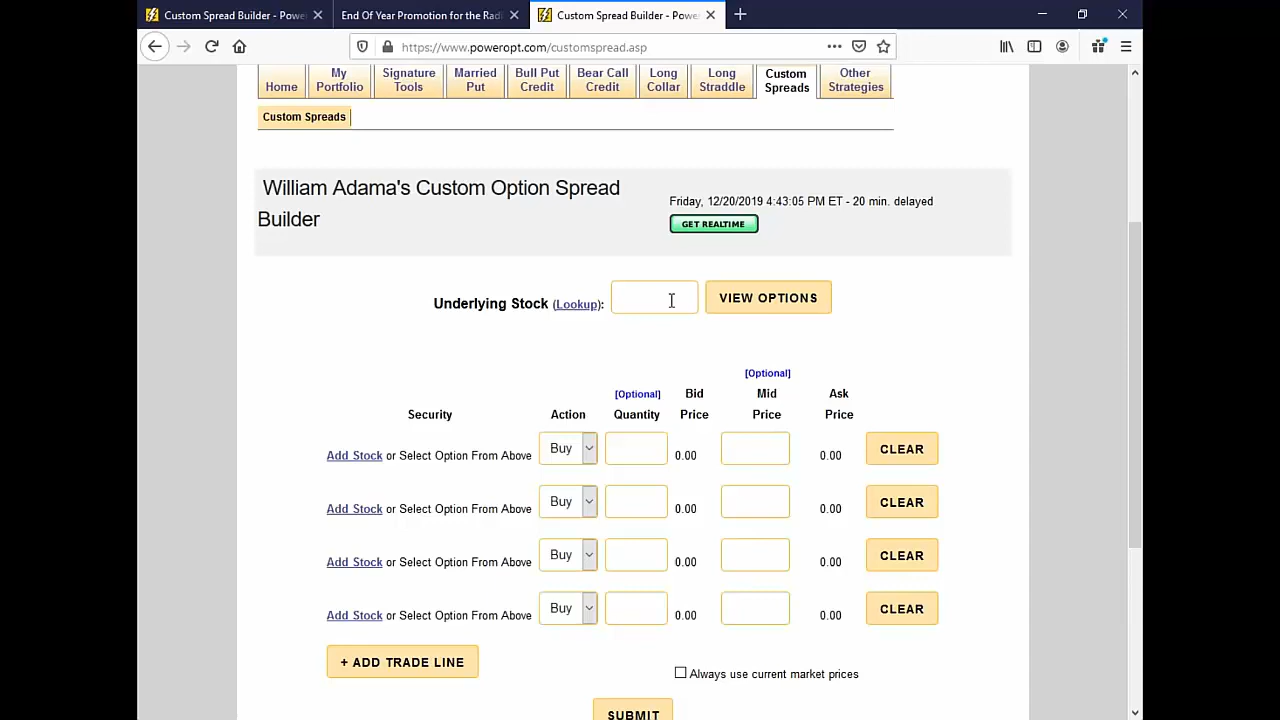 Custom Spread Builder - Power
End Of Year Promotion for the Radi
Custom Spread Builder - Power
https://www.poweropt.com/customspread.asp
Home
My Portfolio
Signature Tools
Married Put
Bull Put Credit
Bear Call Credit
Long Collar
Long Straddle
Custom Spreads
Other Strategies
Custom Spreads
William Adama's Custom Option Spread
Builder
Friday, 12/20/2019 4:43:05 PM ET - 20 min. delayed
GET REALTIME
Underlying Stock (Lookup): VIEW OPTIONS
[Optional]
[Optional] Bid Mid Ask
Security Action Quantity Price Price Price
Add Stock or Select Option From Above Buy 0.00 0.00 CLEAR
Add Stock or Select Option From Above Buy 0.00 0.00 CLEAR
Add Stock or Select Option From Above Buy 0.00 0.00 CLEAR
Add Stock or Select Option From Above Buy 0.00 0.00 CLEAR
+ ADD TRADE LINE
Always use current market prices
SUBMIT